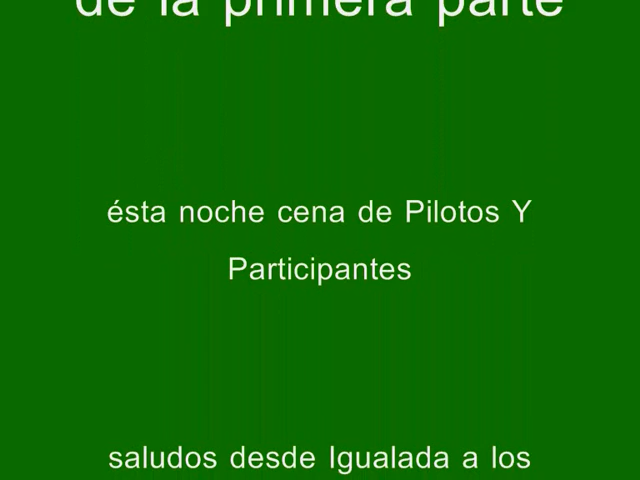 de la primera parte
ésta noche cena de Pilotos Y
Participantes
saludos desde Igualada a los